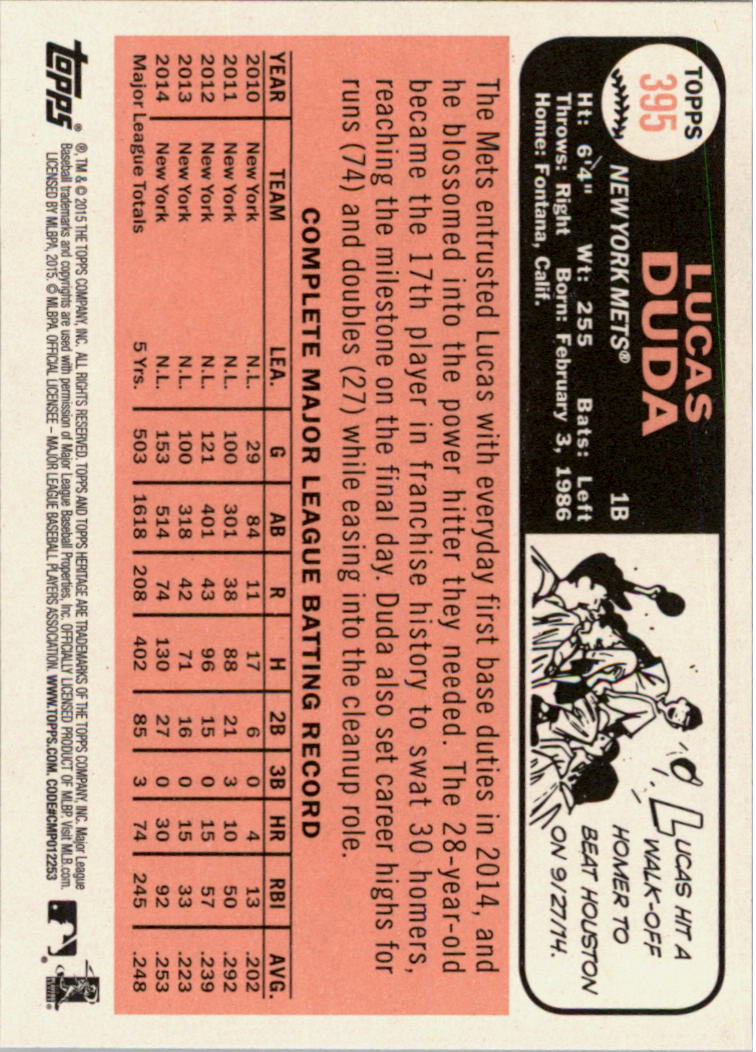 TOPPS
395
LUCAS
DUDA
NEW YORK METS® 1B
Ht: 6'4" Wt: 255 Bats: Left
Throws: Right Born: February 3, 1986
Home: Fontana, Calif.
LUCAS HIT A
WALK-OFF
HOMER TO
BEAT HOUSTON
ON 9/27/14.
The Mets entrusted Lucas with everyday first base duties in 2014, and
he blossomed into the power hitter they needed. The 28-year-old
became the 17th player in franchise history to swat 30 homers,
reaching the milestone on the final day. Duda also set career highs for
runs (74) and doubles (27) while easing into the cleanup role.
COMPLETE MAJOR LEAGUE BATTING RECORD
YEAR TEAM LEA. G AB R H 2B 3B HR RBI AVG.
2010 New York N.L. 29 84 11 17 6 0 4 13 .202
2011 New York N.L. 100 301 38 88 21 3 10 50 .292
2012 New York N.L. 121 401 43 96 15 0 15 57 .239
2013 New York N.L. 100 318 42 71 16 0 15 33 .223
2014 New York N.L. 153 514 74 130 27 0 30 92 .253
Major League Totals 5 Yrs. 503 1618 208 402 85 3 74 245 .248
topps® ®, TM & © 2015 THE TOPPS COMPANY, INC. ALL RIGHTS RESERVED. TOPPS AND TOPPS HERITAGE ARE TRADEMARKS OF THE TOPPS COMPANY, INC. Major League
Baseball trademarks and copyrights are used with permission of Major League Baseball Properties, Inc. OFFICIALLY LICENSED PRODUCT OF MLBP. Visit MLB.com.
LICENSED BY MLBPA, 2015. © MLBPA. OFFICIAL LICENSEE – MAJOR LEAGUE BASEBALL PLAYERS ASSOCIATION. WWW.TOPPS.COM. CODE#CMP012253